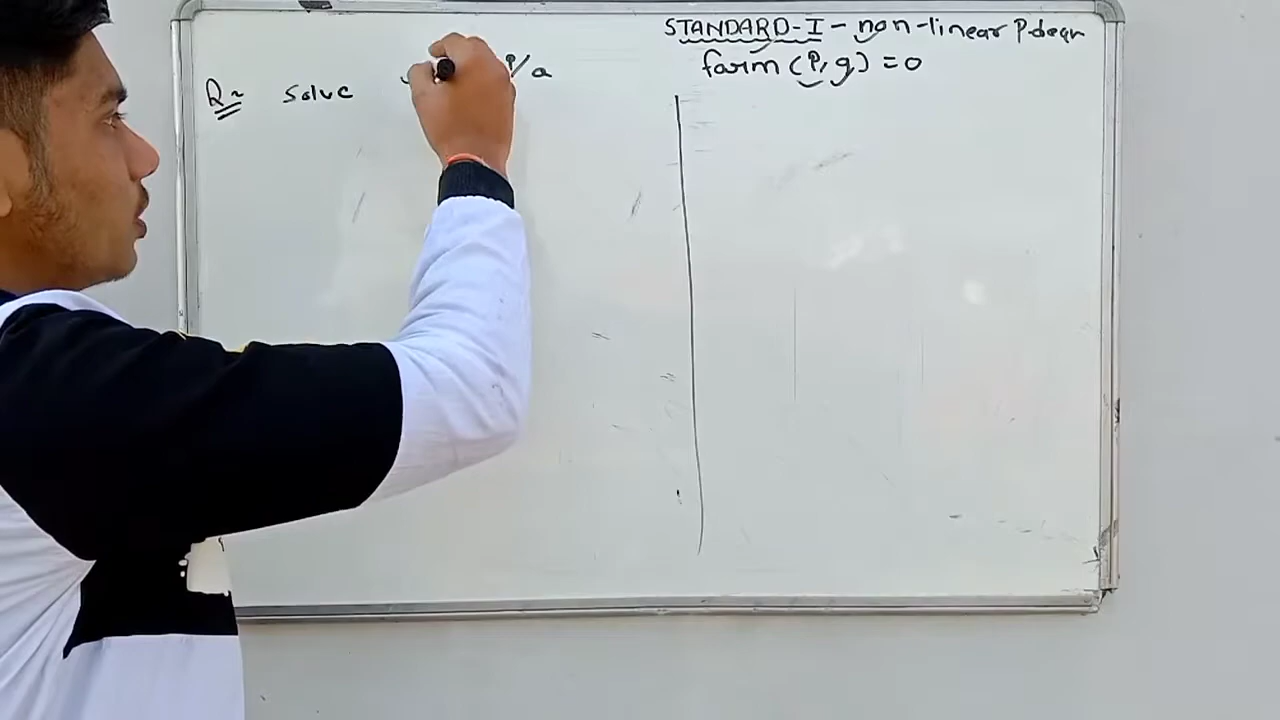 STANDARD-I - non-linear P.deqn
form (P, q) = 0
Q~ Solve P/a